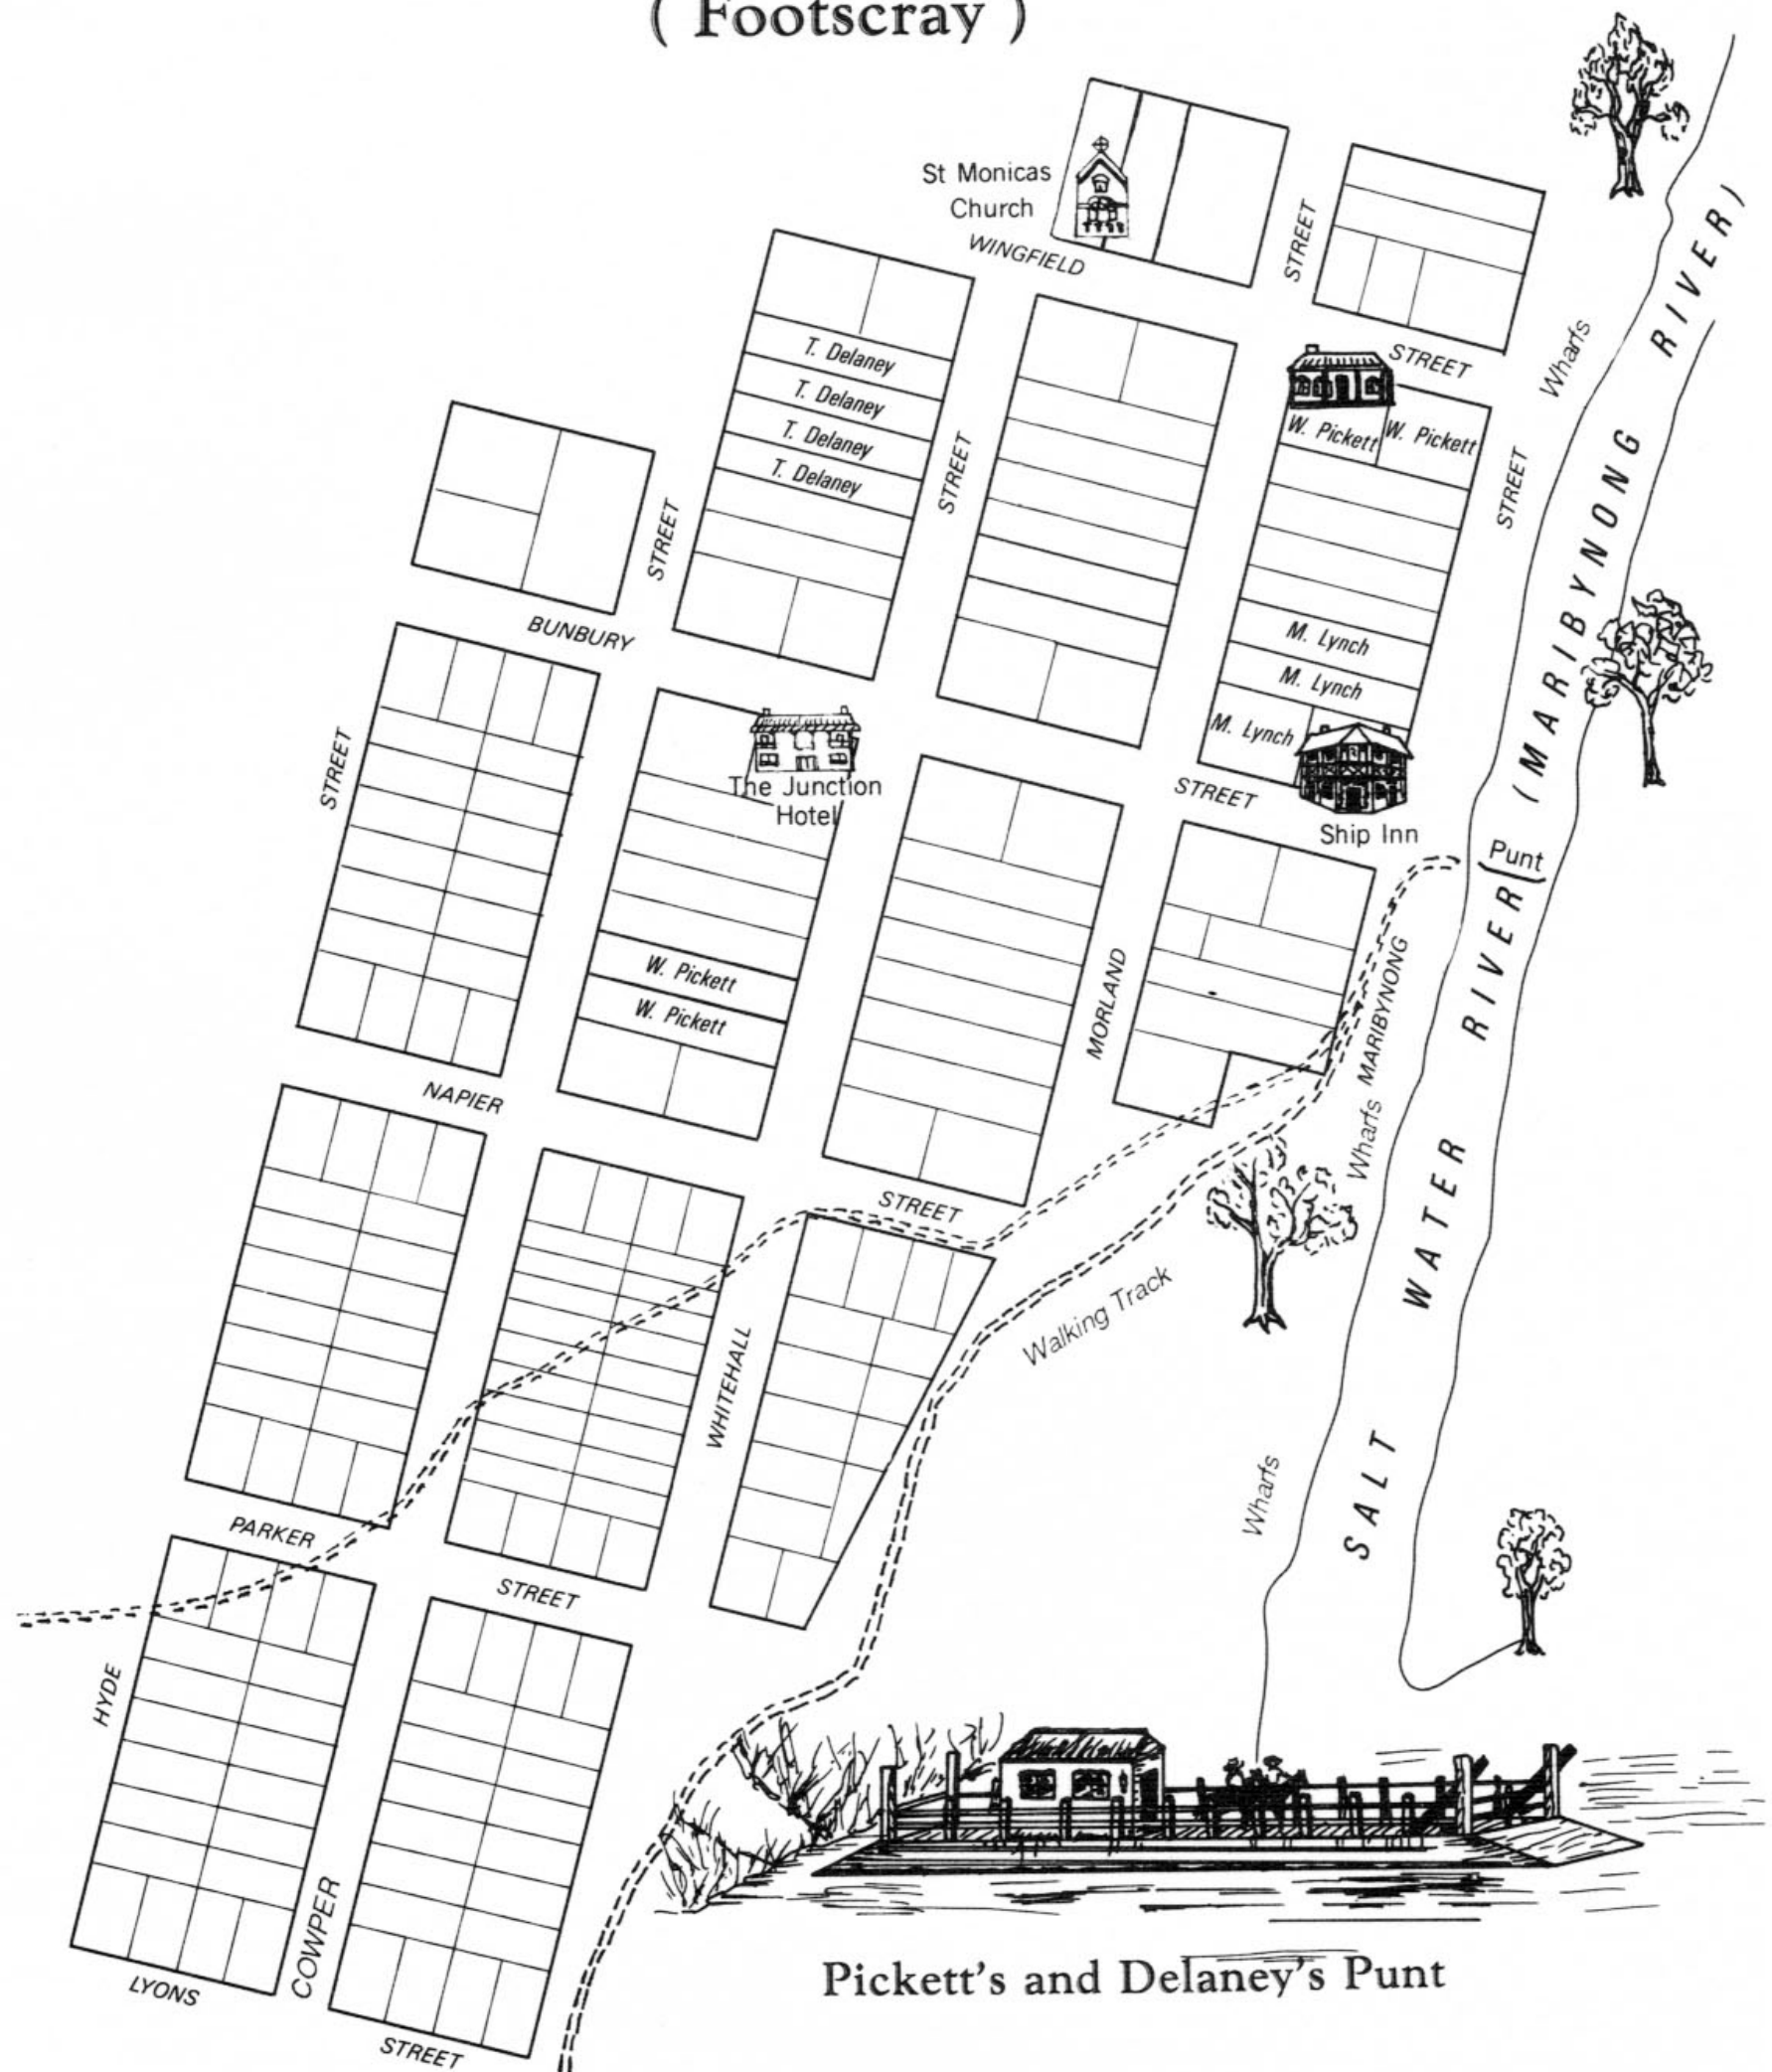 ( Footscray )
St Monicas
Church
WINGFIELD
STREET
STREET
Wharfs
T. Delaney
T. Delaney
T. Delaney
T. Delaney
W. Pickett
W. Pickett
STREET
STREET
STREET
BUNBURY
M. Lynch
M. Lynch
M. Lynch
STREET
The Junction
Hotel
STREET
Ship Inn
Punt
SALT WATER RIVER (MARIBYNONG RIVER)
W. Pickett
W. Pickett
MORLAND
MARIBYNONG
Wharfs
NAPIER
STREET
Walking Track
WHITEHALL
Wharfs
PARKER
STREET
HYDE
COWPER
LYONS
STREET
Pickett's and Delaney's Punt